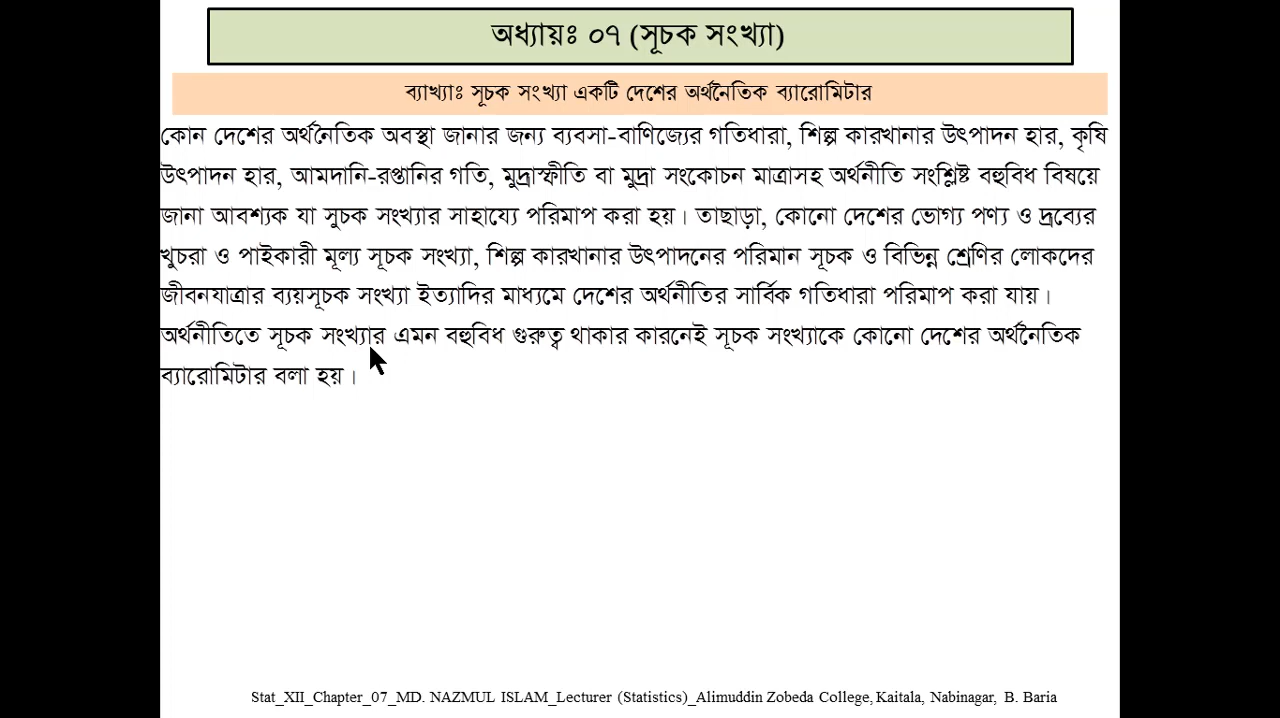 অধ্যায়ঃ ০৭ (সূচক সংখ্যা)
ব্যাখ্যাঃ সূচক সংখ্যা একটি দেশের অর্থনৈতিক ব্যারোমিটার
কোন দেশের অর্থনৈতিক অবস্থা জানার জন্য ব্যবসা-বাণিজ্যের গতিধারা, শিল্প কারখানার উৎপাদন হার, কৃষি
উৎপাদন হার, আমদানি-রপ্তানির গতি, মুদ্রাস্ফীতি বা মুদ্রা সংকোচন মাত্রাসহ অর্থনীতি সংশ্লিষ্ট বহুবিধ বিষয়ে
জানা আবশ্যক যা সুচক সংখ্যার সাহায্যে পরিমাপ করা হয়। তাছাড়া, কোনো দেশের ভোগ্য পণ্য ও দ্রব্যের
খুচরা ও পাইকারী মূল্য সূচক সংখ্যা, শিল্প কারখানার উৎপাদনের পরিমান সূচক ও বিভিন্ন শ্রেণির লোকদের
জীবনযাত্রার ব্যয়সূচক সংখ্যা ইত্যাদির মাধ্যমে দেশের অর্থনীতির সার্বিক গতিধারা পরিমাপ করা যায়।
অর্থনীতিতে সূচক সংখ্যার এমন বহুবিধ গুরুত্ব থাকার কারনেই সূচক সংখ্যাকে কোনো দেশের অর্থনৈতিক
ব্যারোমিটার বলা হয়।
Stat_XII_Chapter_07_MD. NAZMUL ISLAM_Lecturer (Statistics)_Alimuddin Zobeda College, Kaitala, Nabinagar, B. Baria